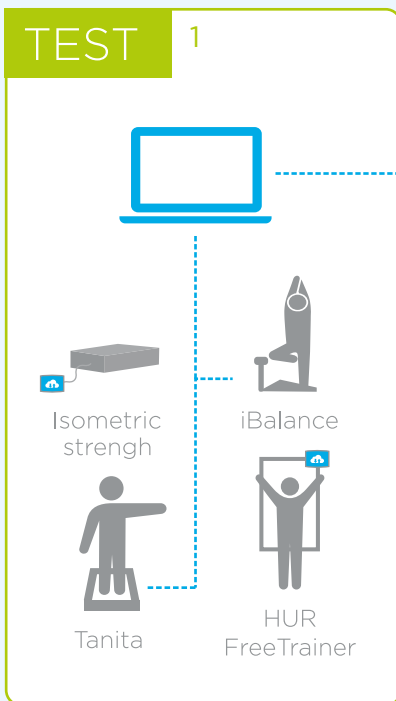 TEST 1
Isometric
strengh
iBalance
Tanita
HUR
FreeTrainer